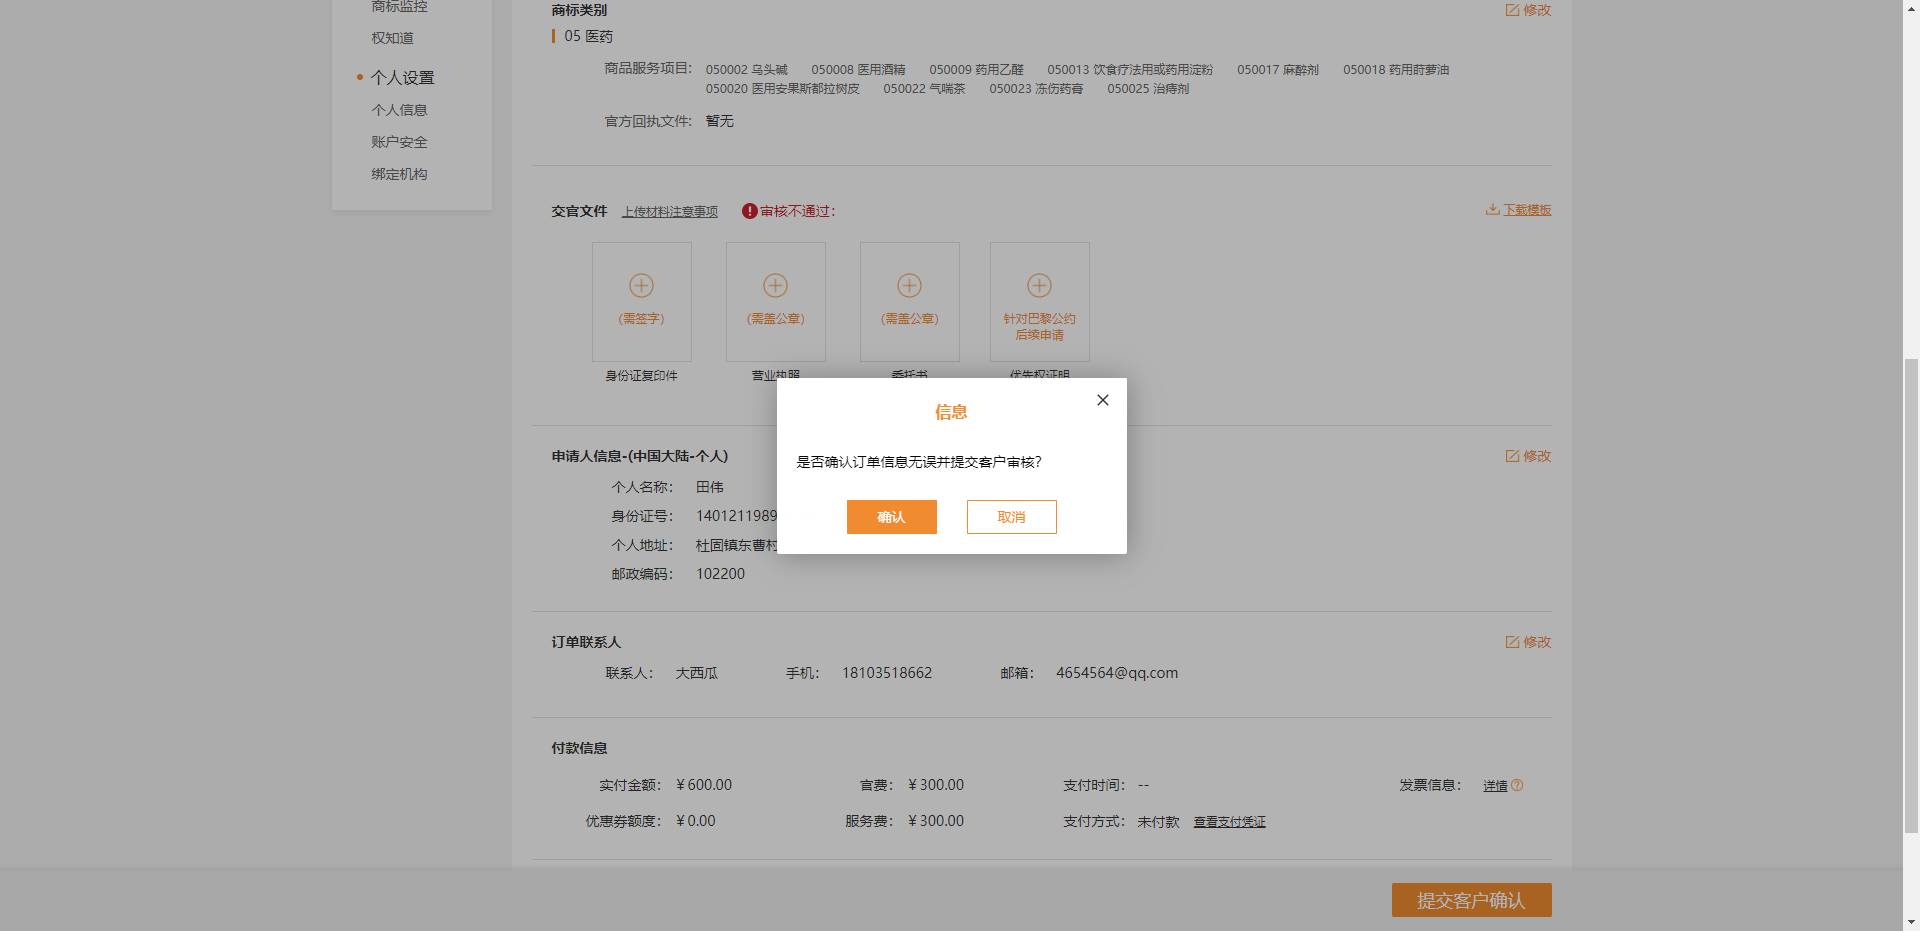 商标监控
权知道
个人设置
个人信息
账户安全
绑定机构
商标类别
修改
05 医药
商品服务项目: 050002 乌头碱 050008 医用酒精 050009 药用乙醛 050013 饮食疗法用或药用淀粉 050017 麻醉剂 050018 药用莳萝油
050020 医用安果斯都拉树皮 050022 气喘茶 050023 冻伤药膏 050025 治痔剂
官方回执文件: 暂无
交官文件 上传材料注意事项 审核不通过: 下载模板
(需签字) (需盖公章) (需盖公章) 针对巴黎公约
后续申请
身份证复印件 营业执照 委托书 优先权证明
信息
是否确认订单信息无误并提交客户审核?
确认 取消
申请人信息-(中国大陆-个人) 修改
个人名称: 田伟
身份证号: 1401211989
个人地址: 杜固镇东曹村
邮政编码: 102200
订单联系人 修改
联系人: 大西瓜 手机: 18103518662 邮箱: 4654564@qq.com
付款信息
实付金额: ¥600.00 官费: ¥300.00 支付时间: -- 发票信息: 详情
优惠券额度: ¥0.00 服务费: ¥300.00 支付方式: 未付款 查看支付凭证
提交客户确认